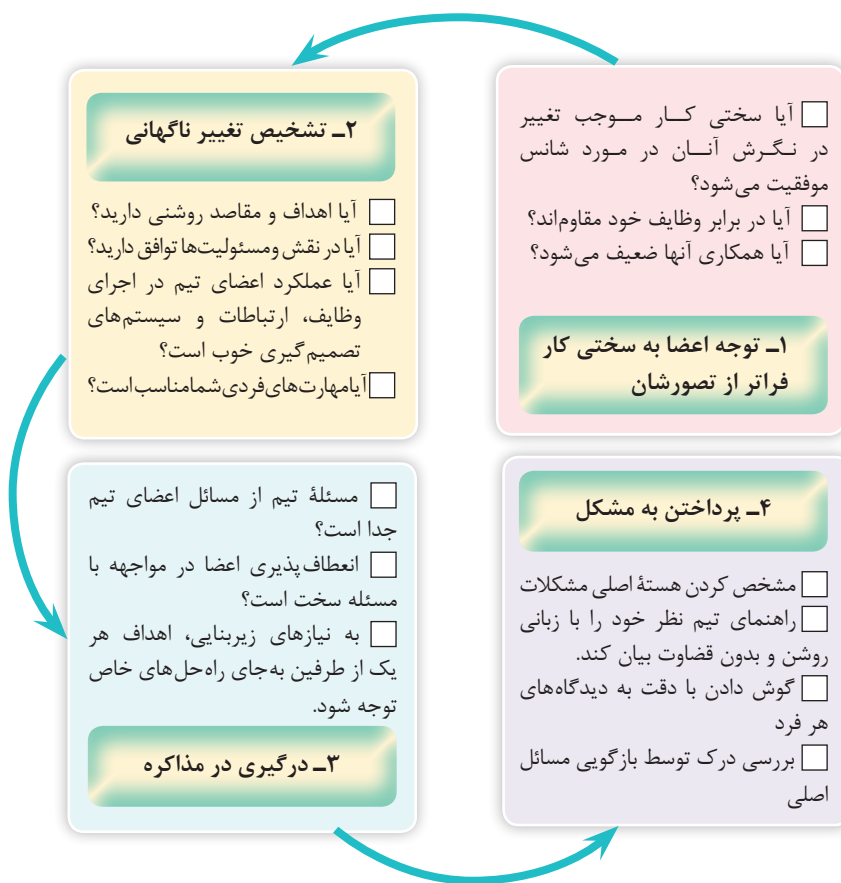 آیا سختی کار موجب تغییر
در نگرش آنان در مورد شانس
موفقیت می‌شود؟
آیا در برابر وظایف خود مقاوم‌اند؟
آیا همکاری آنها ضعیف می‌شود؟
۱ـ توجه اعضا به سختی کار
فراتر از تصورشان
۲ـ تشخیص تغییر ناگهانی
آیا اهداف و مقاصد روشنی دارید؟
آیا در نقش ومسئولیت‌ها توافق دارید؟
آیا عملکرد اعضای تیم در اجرای
وظایف، ارتباطات و سیستم‌های
تصمیم‌گیری خوب است؟
آیامهارت‌های‌فردی‌شمامناسب‌است؟
مسئلهٔ تیم از مسائل اعضای تیم
جدا است؟
انعطاف‌پذیری اعضا در مواجهه با
مسئله سخت است؟
به نیازهای زیربنایی، اهداف هر
یک از طرفین به‌جای راه‌حل‌های خاص
توجه شود.
۳ـ درگیری در مذاکره
۴ـ پرداختن به مشکل
مشخص کردن هستهٔ اصلی مشکلات
راهنمای تیم نظر خود را با زبانی
روشن و بدون قضاوت بیان کند.
گوش دادن با دقت به دیدگاه‌های
هر فرد
بررسی درک توسط بازگویی مسائل
اصلی